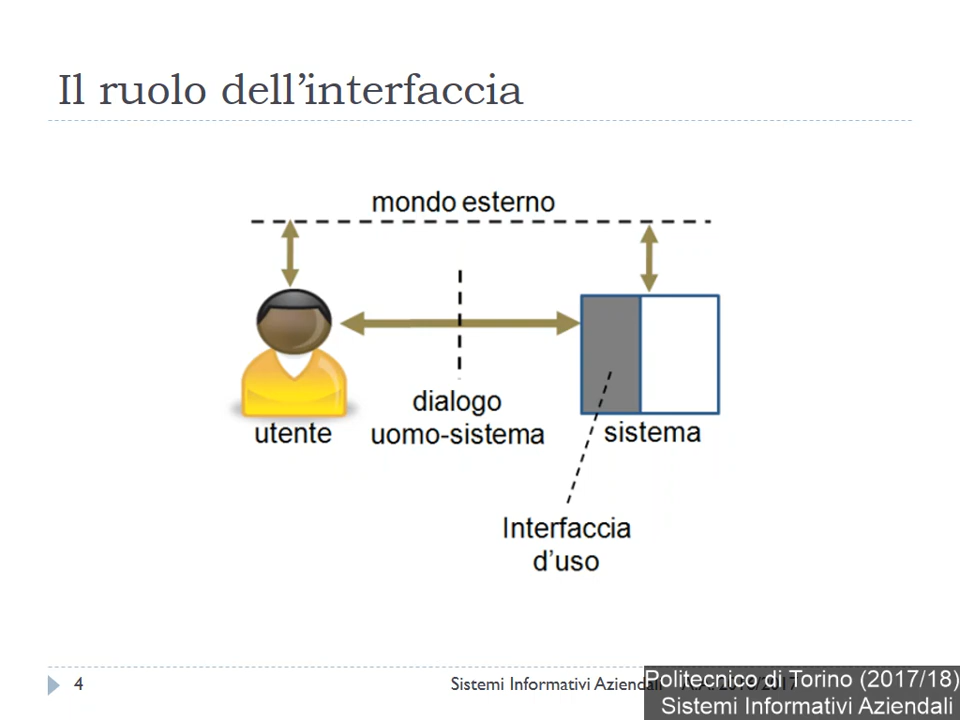 Il ruolo dell’interfaccia
mondo esterno
dialogo
uomo-sistema
utente
sistema
Interfaccia
d’uso
4
Sistemi Informativi Aziendali
Politecnico di Torino (2017/18)
Sistemi Informativi Aziendali